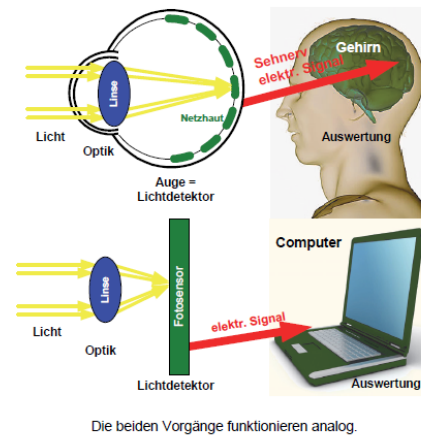 Sehnerv
elektr. Signal
Gehirn
Linse
Netzhaut
Licht
Optik
Auge =
Lichtdetektor
Auswertung
Computer
Linse
Fotosensor
elektr. Signal
Licht
Optik
Lichtdetektor
Auswertung
Die beiden Vorgänge funktionieren analog.